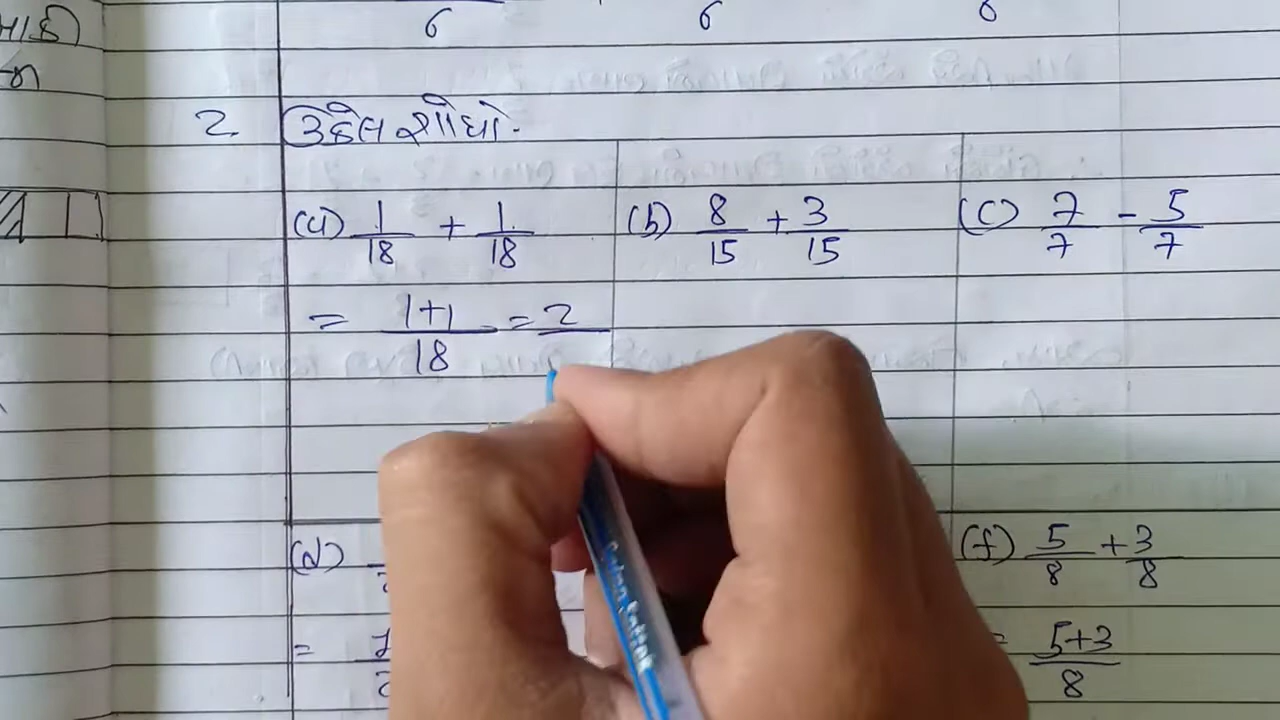 6 6 8
2. ઉકેલ શોધો.
(a) 1/18 + 1/18 (b) 8/15 + 3/15 (c) 7/7 - 5/7
= 1+1/18 = 2/
(d) (f) 5/8 + 3/8
= = 5+3/8